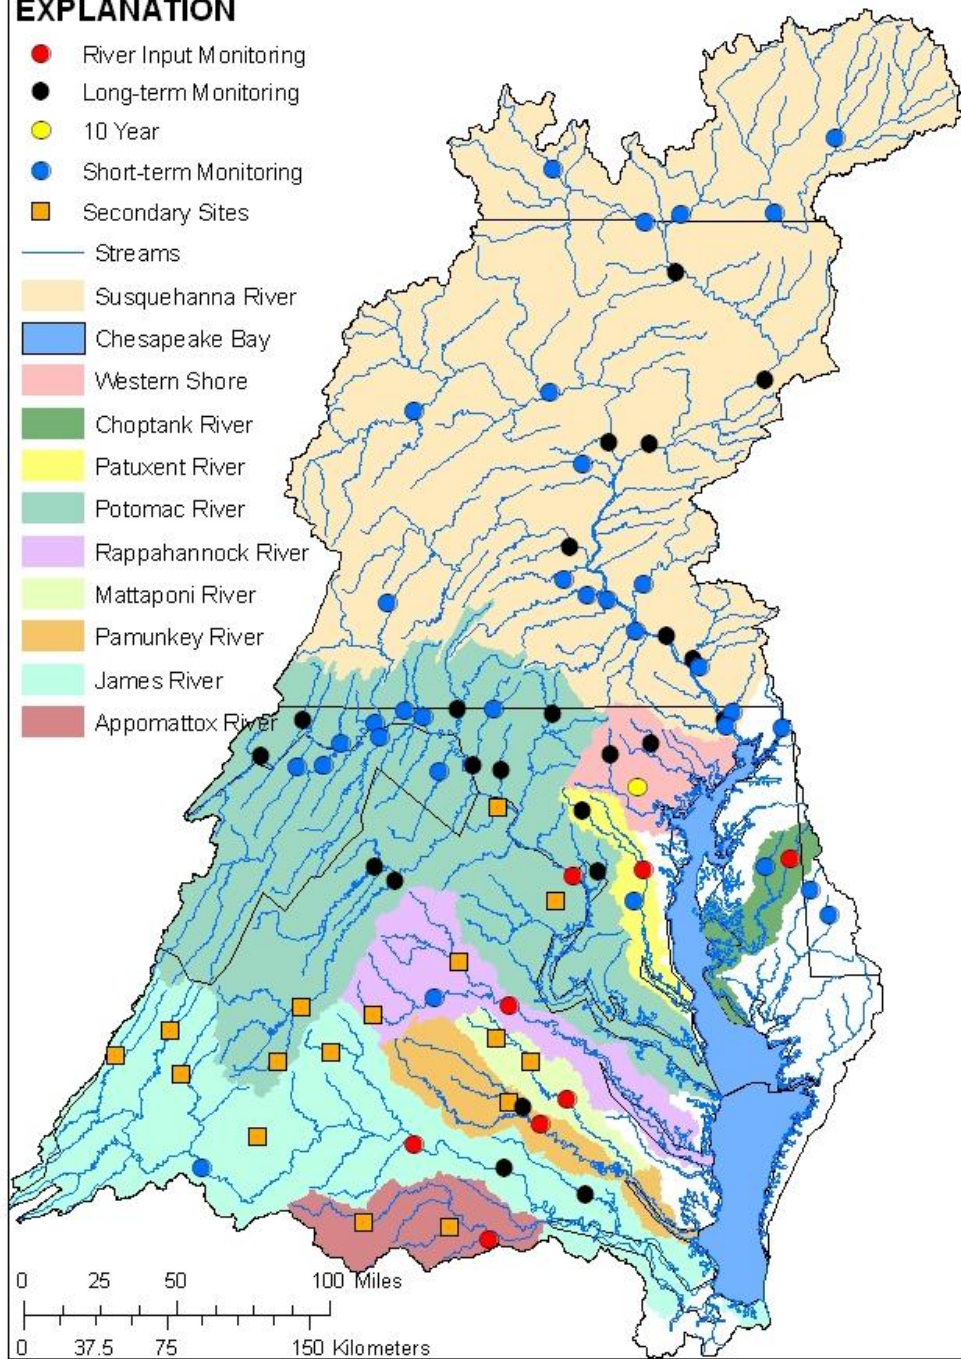 EXPLANATION
River Input Monitoring
Long-term Monitoring
10 Year
Short-term Monitoring
Secondary Sites
Streams
Susquehanna River
Chesapeake Bay
Western Shore
Choptank River
Patuxent River
Potomac River
Rappahannock River
Mattaponi River
Pamunkey River
James River
Appomattox River
0 25 50 100 Miles
0 37.5 75 150 Kilometers